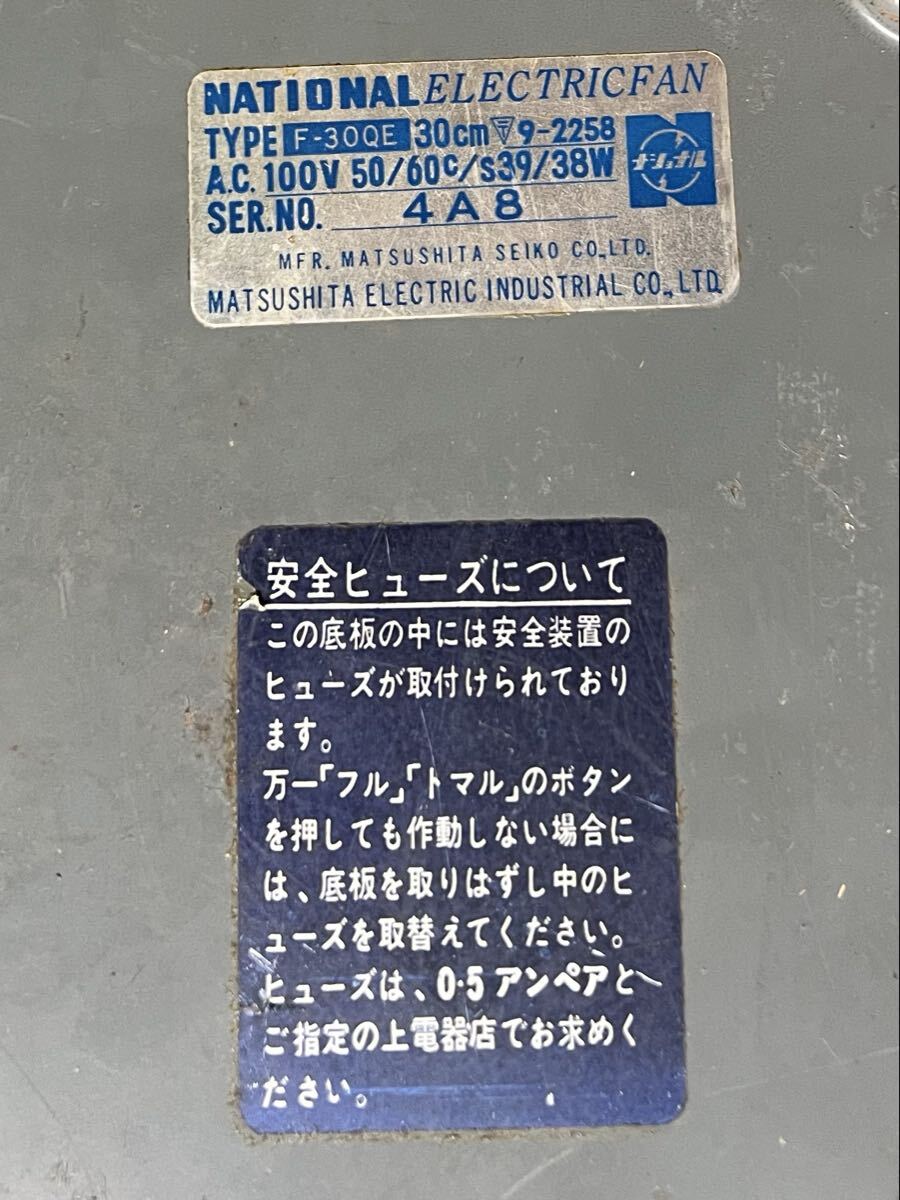 NATIONAL ELECTRIC FAN
TYPE F-30QE 30cm 〒 9-2258
A.C. 100V 50/60c/s 39/38W
ナショナル
SER.NO. 4A8
MFR. MATSUSHITA SEIKO CO.,LTD.
MATSUSHITA ELECTRIC INDUSTRIAL CO., LTD
安全ヒューズについて
この底板の中には安全装置の
ヒューズが取付けられており
ます。
万一「フル」「トマル」のボタン
を押しても作動しない場合に
は、底板を取りはずし中のヒ
ューズを取替えてください。
ヒューズは、0·5アンペアと
ご指定の上電器店でお求めく
ださい。